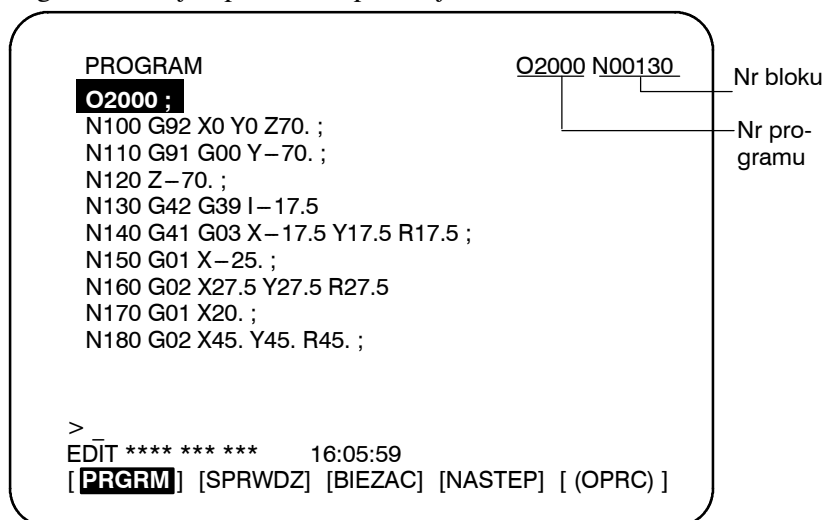 PROGRAM O2000 N00130
O2000 ;
N100 G92 X0 Y0 Z70. ;
N110 G91 G00 Y−70. ;
N120 Z−70. ;
N130 G42 G39 I−17.5
N140 G41 G03 X−17.5 Y17.5 R17.5 ;
N150 G01 X−25. ;
N160 G02 X27.5 Y27.5 R27.5
N170 G01 X20. ;
N180 G02 X45. Y45. R45. ;
> _
EDIT **** *** *** 16:05:59
[ PRGRM ] [SPRWDZ] [BIEZAC] [NASTEP] [ (OPRC) ]
Nr bloku
Nr pro-
gramu